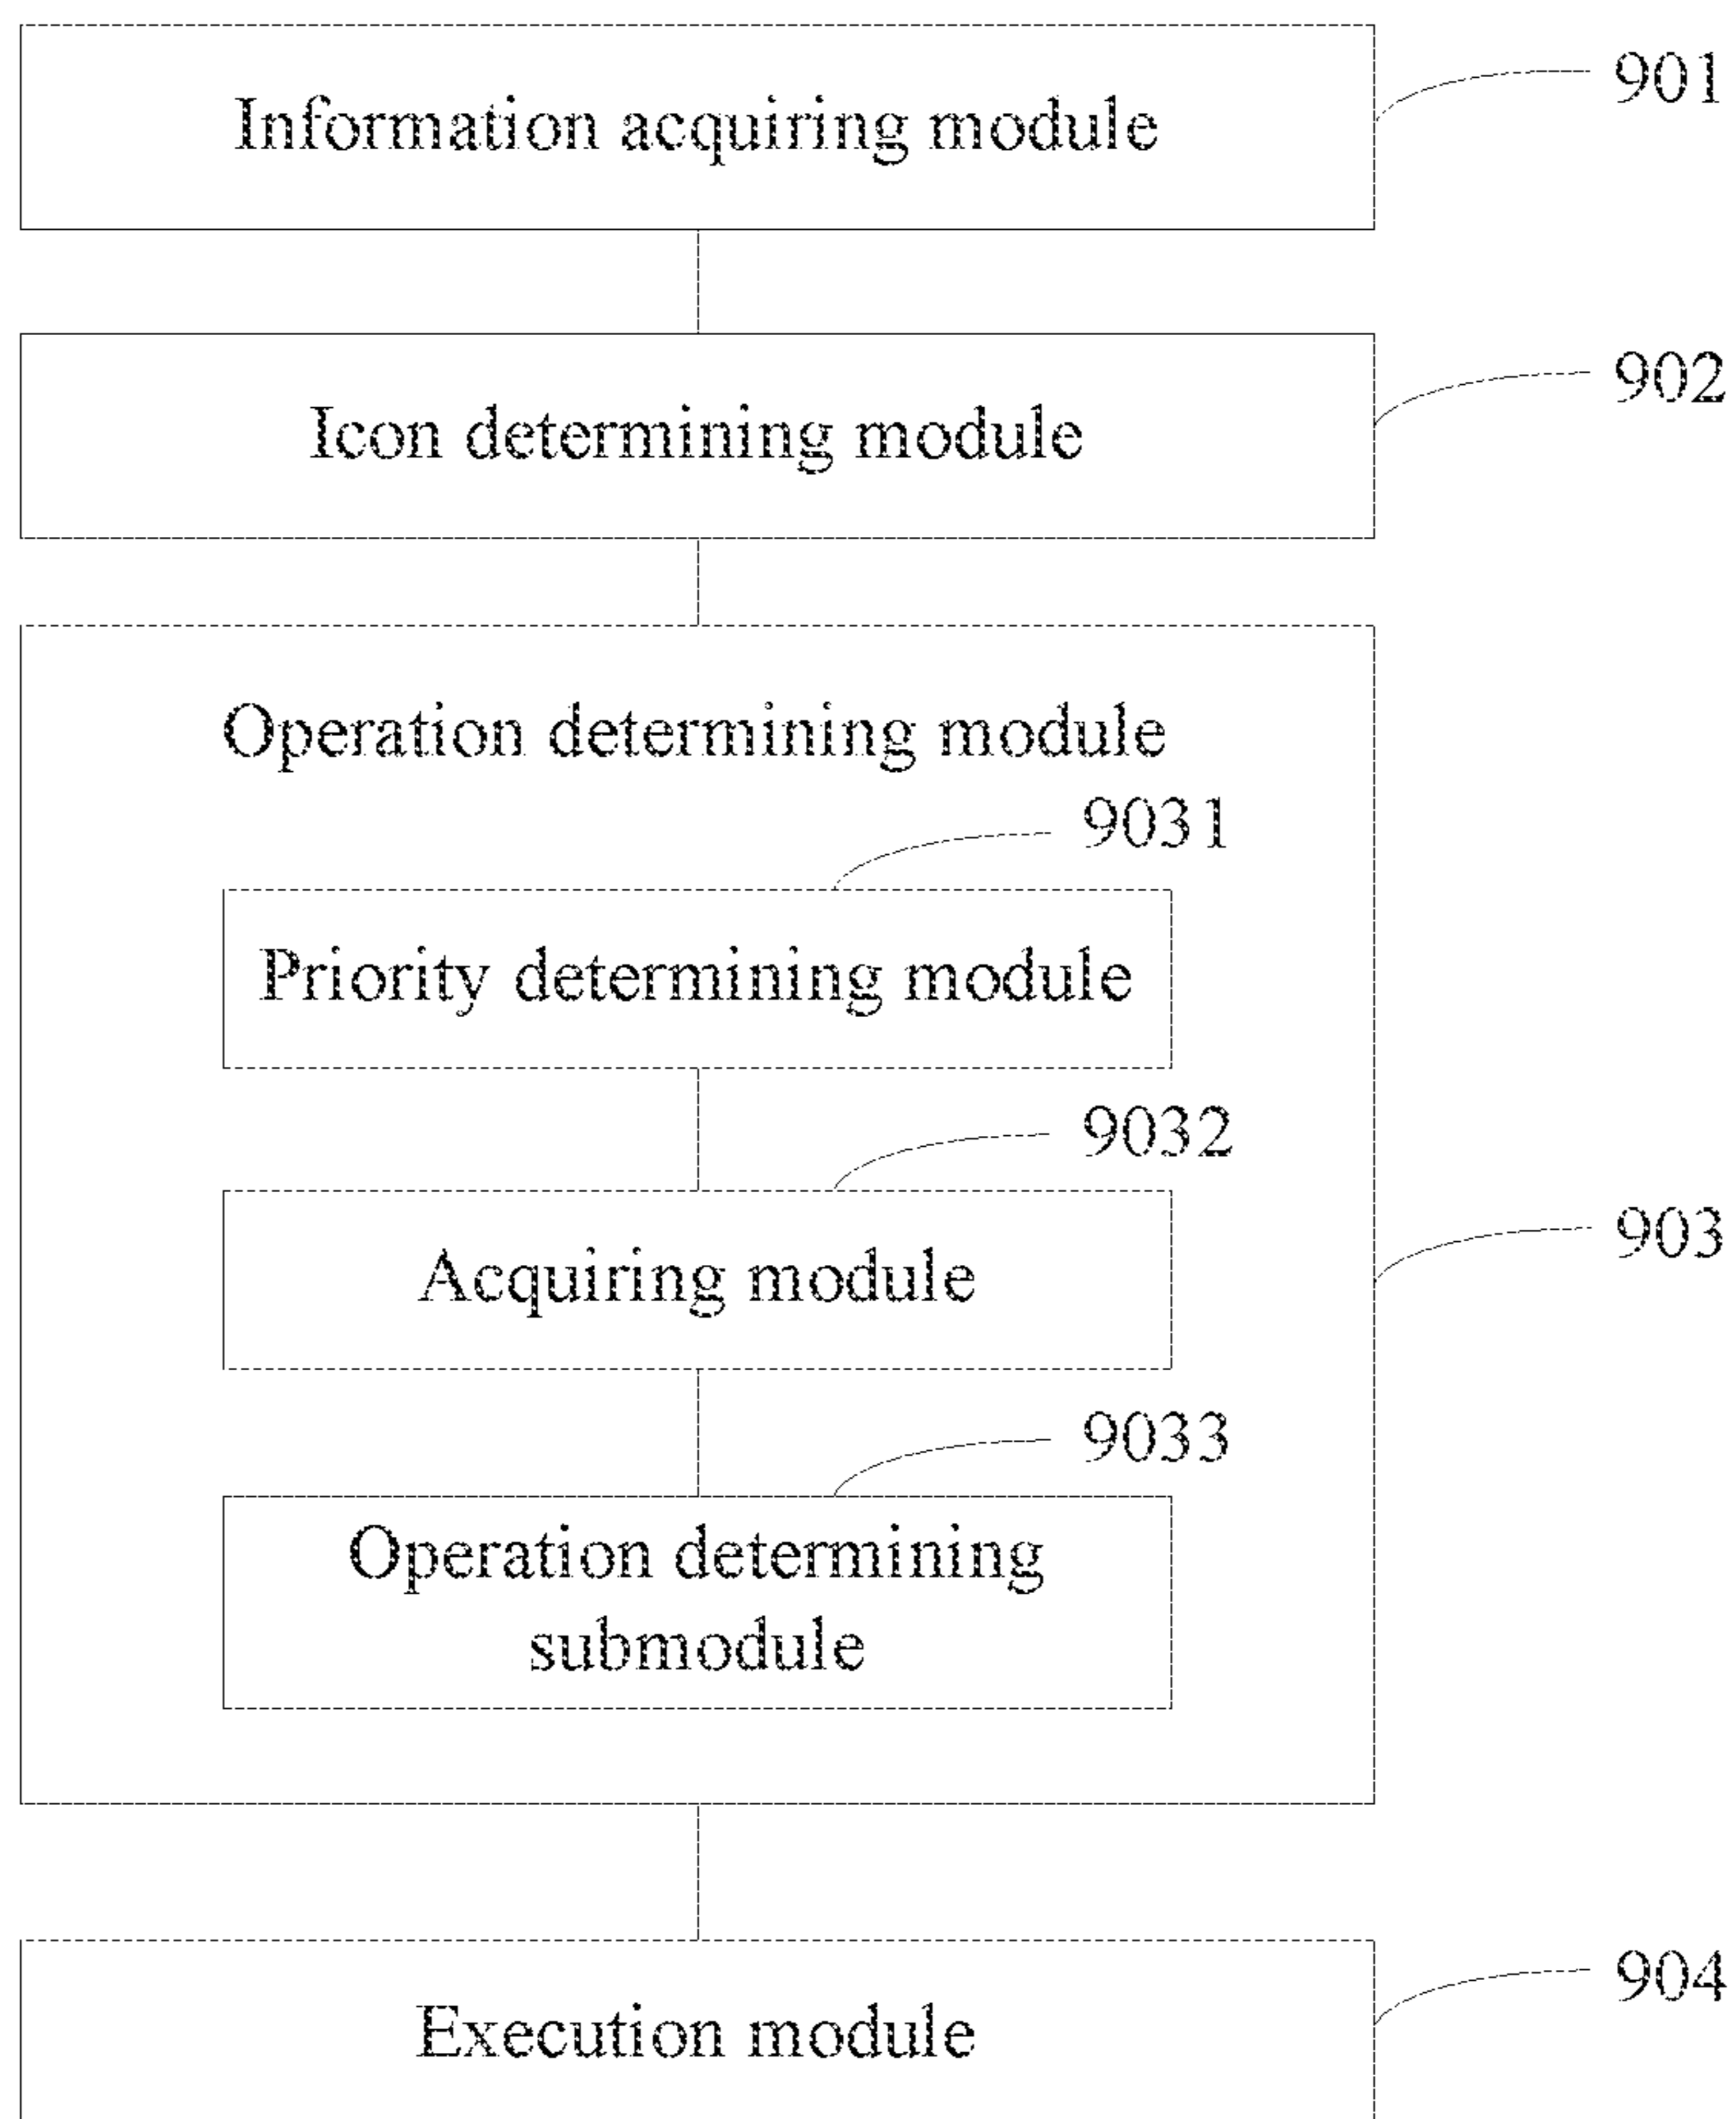 901
Information acquiring module
902
Icon determining module
Operation determining module
9031
Priority determining module
9032
Acquiring module
903
9033
Operation determining
submodule
904
Execution module